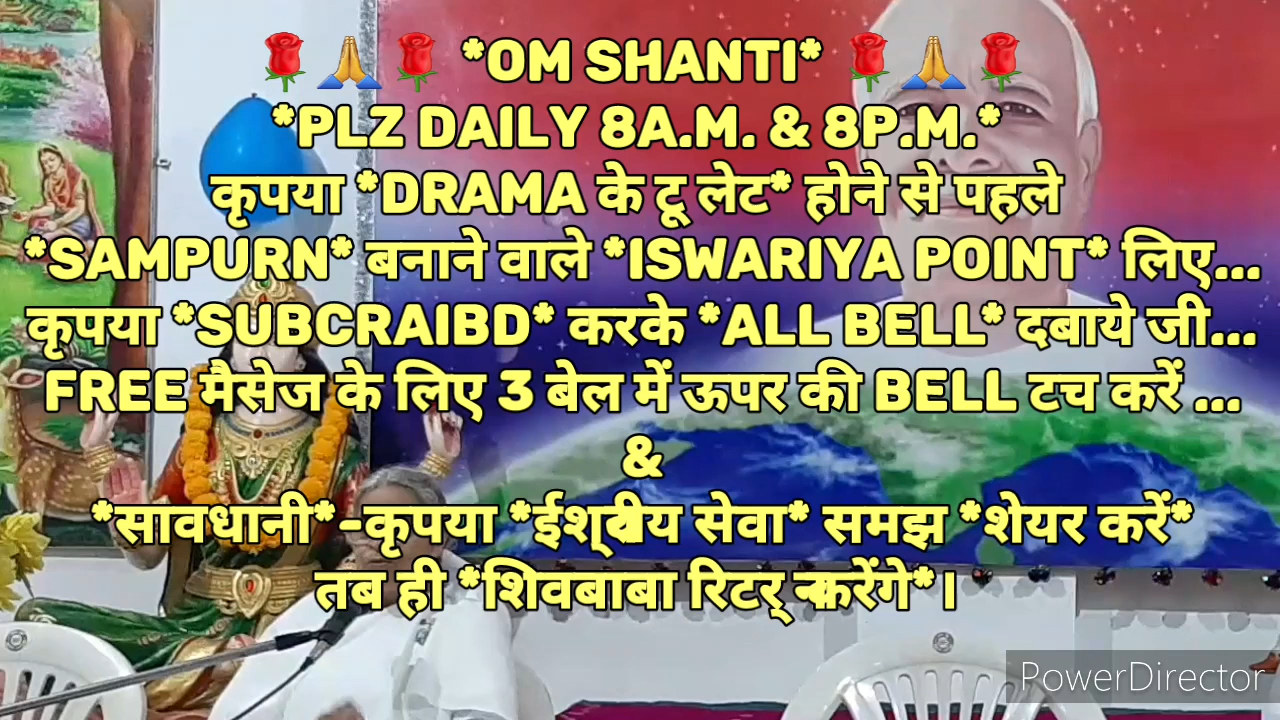 🌹🙏🌹 *OM SHANTI* 🌹🙏🌹
*PLZ DAILY 8A.M. & 8P.M.*
कृपया *DRAMA के टू लेट* होने से पहले
*SAMPURN* बनाने वाले *ISWARIYA POINT* लिए...
कृपया *SUBCRAIBD* करके *ALL BELL* दबाये जी...
FREE मैसेज के लिए 3 बेल में ऊपर की BELL टच करें ...
&
*सावधानी*-कृपया *ईश्वरीय सेवा* समझ *शेयर करें*
तब ही *शिवबाबा रिटर्न करेंगे*।
PowerDirector